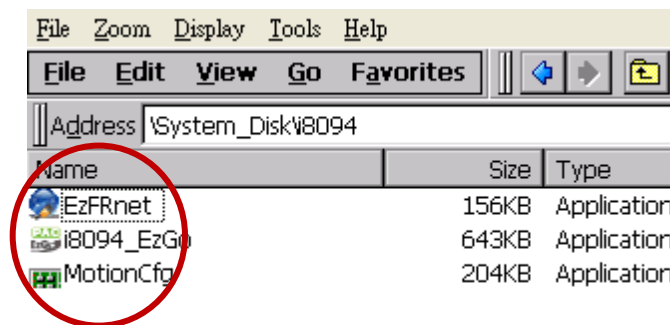 File Zoom Display Tools Help
File Edit View Go Favorites
Address \System_Disk\i8094
Name Size Type
EzFRnet 156KB Application
i8094_EzGo 643KB Application
MotionCfg 204KB Application